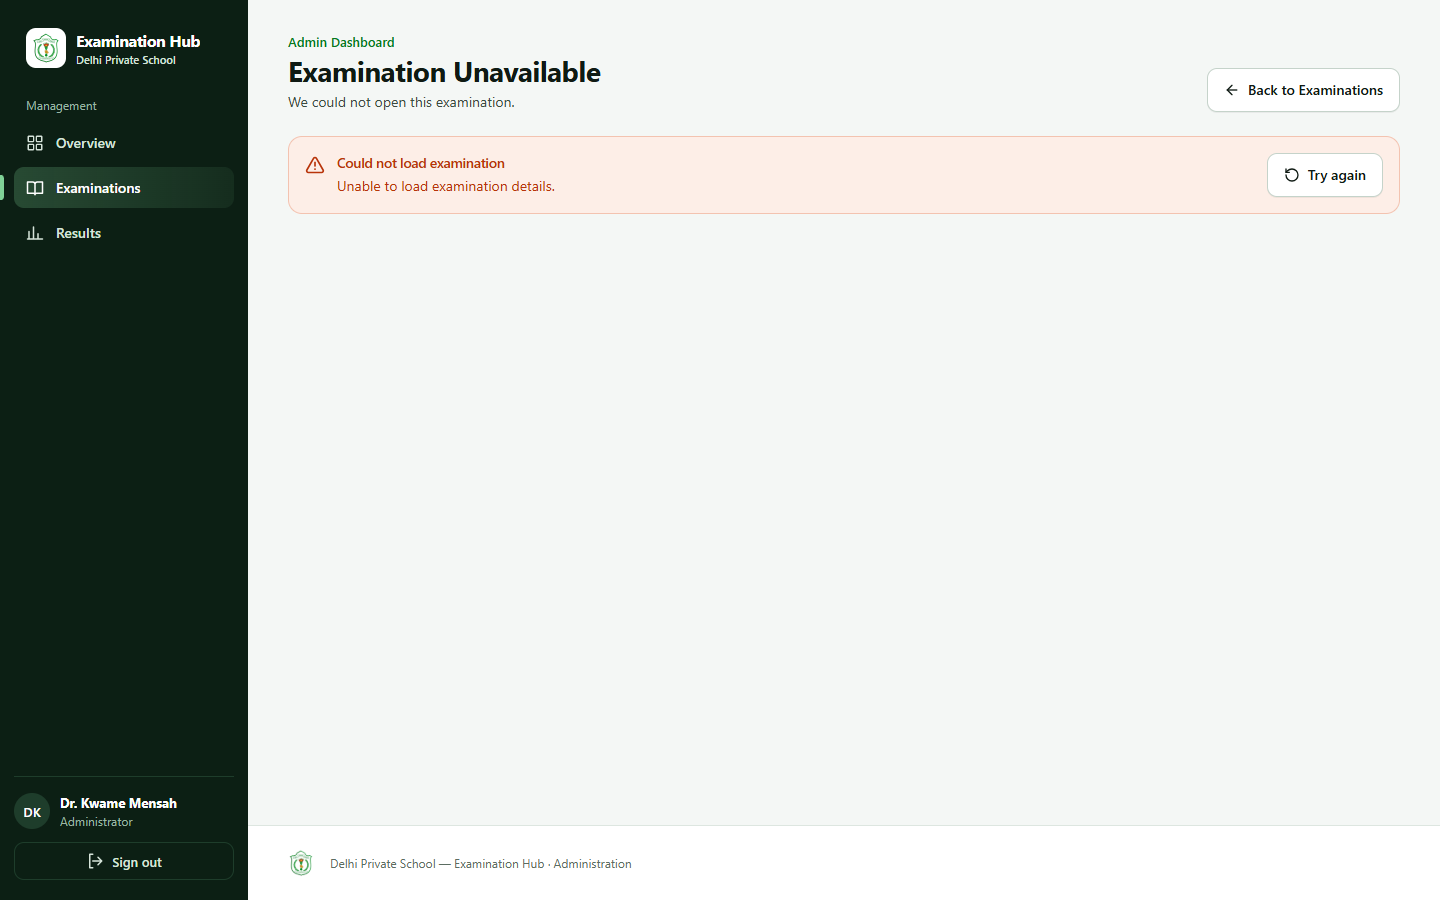 Examination Hub
Delhi Private School
Management
Overview
Examinations
Results
Dr. Kwame Mensah
DK
Administrator
Sign out
Admin Dashboard
Examination Unavailable
We could not open this examination.
Back to Examinations
Could not load examination
Unable to load examination details.
Try again
Delhi Private School — Examination Hub · Administration